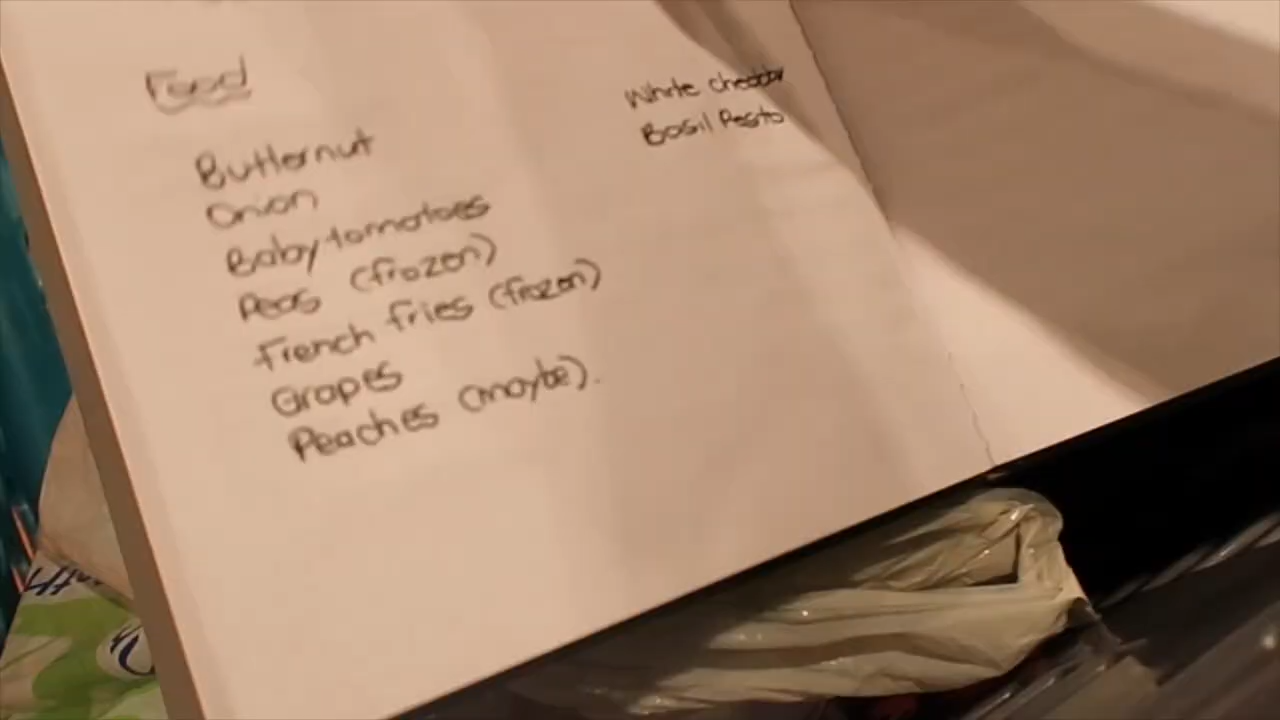 Food
Butternut
Onion
Baby tomatoes
Peas (frozen)
French fries (frozen)
Grapes
Peaches (maybe).
White cheddar
Basil Pesto